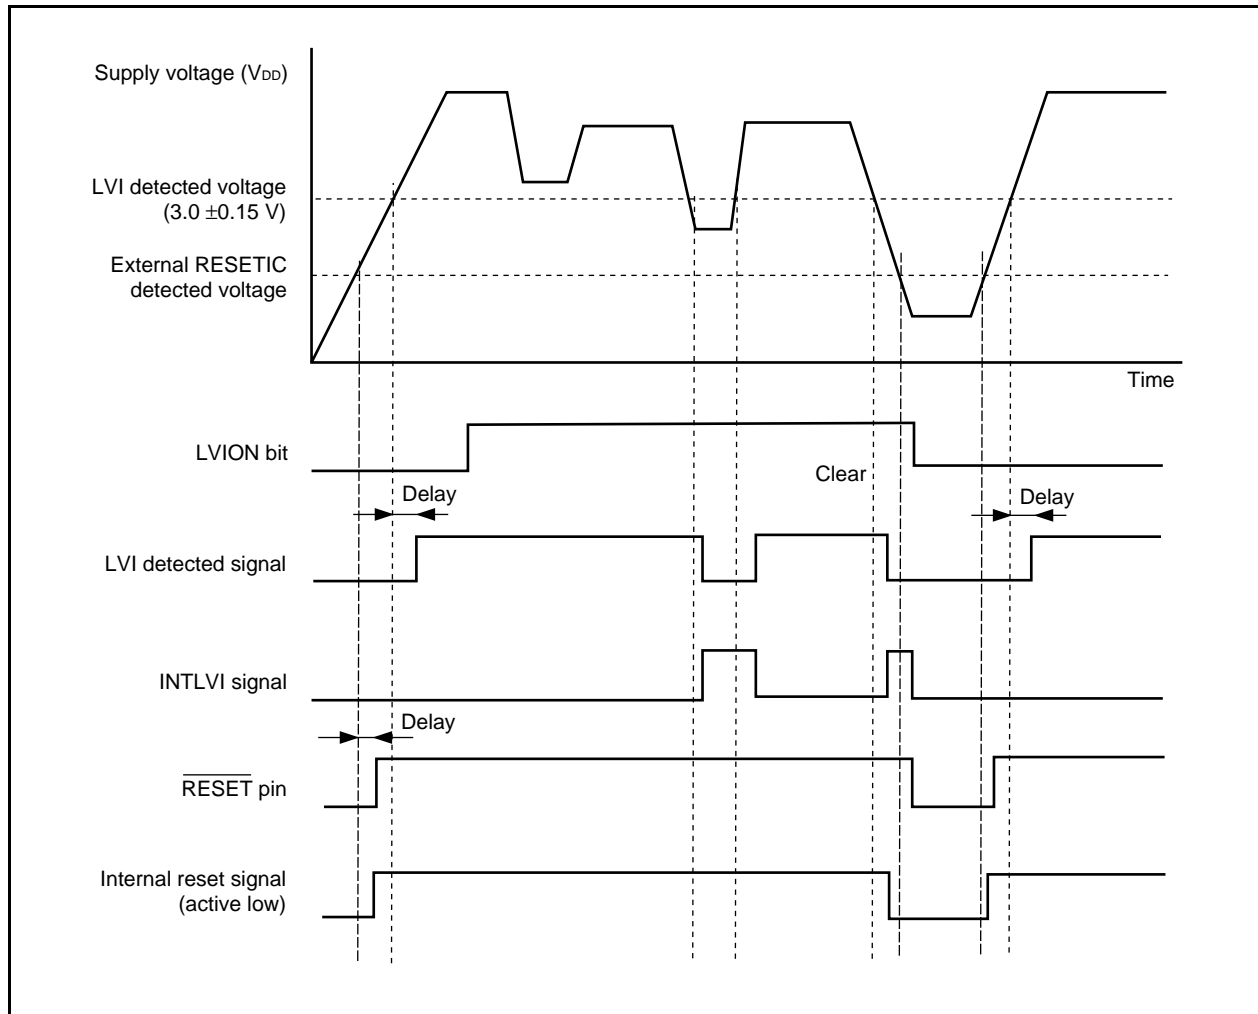 Supply voltage (VDD)
LVI detected voltage
(3.0 ±0.15 V)
External RESETIC
detected voltage
Time
LVION bit
Clear
Delay
Delay
LVI detected signal
INTLVI signal
Delay
RESET pin
Internal reset signal
(active low)